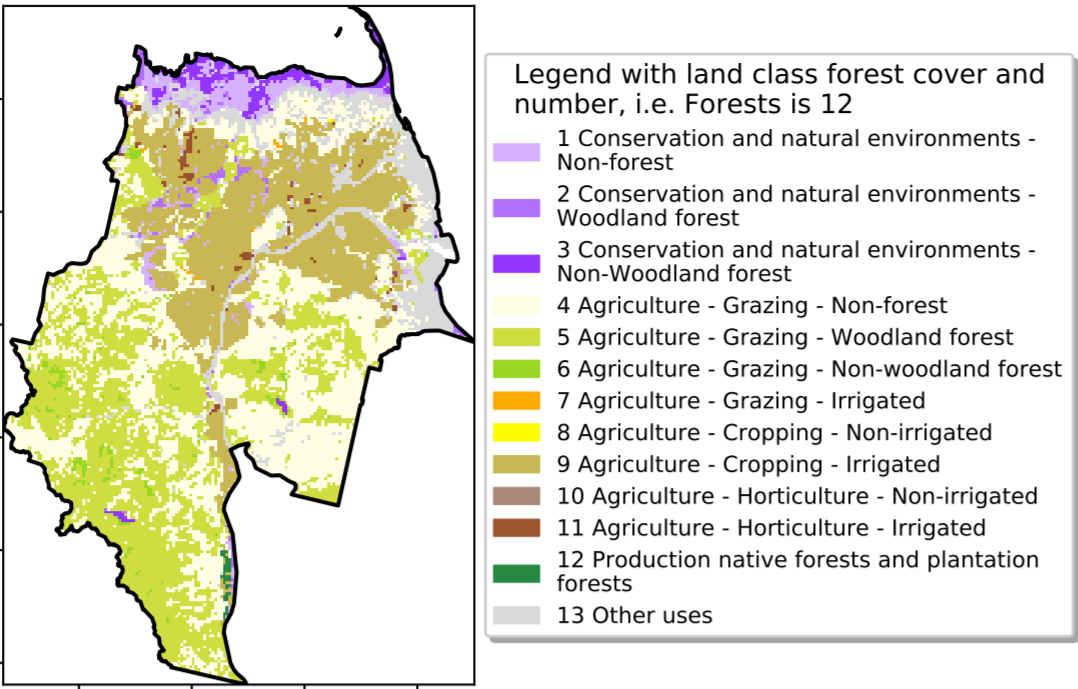 Legend with land class forest cover and
number, i.e. Forests is 12
1 Conservation and natural environments -
Non-forest
2 Conservation and natural environments -
Woodland forest
3 Conservation and natural environments -
Non-Woodland forest
4 Agriculture - Grazing - Non-forest
5 Agriculture - Grazing - Woodland forest
6 Agriculture - Grazing - Non-woodland forest
7 Agriculture - Grazing - Irrigated
8 Agriculture - Cropping - Non-irrigated
9 Agriculture - Cropping - Irrigated
10 Agriculture - Horticulture - Non-irrigated
11 Agriculture - Horticulture - Irrigated
12 Production native forests and plantation
forests
13 Other uses